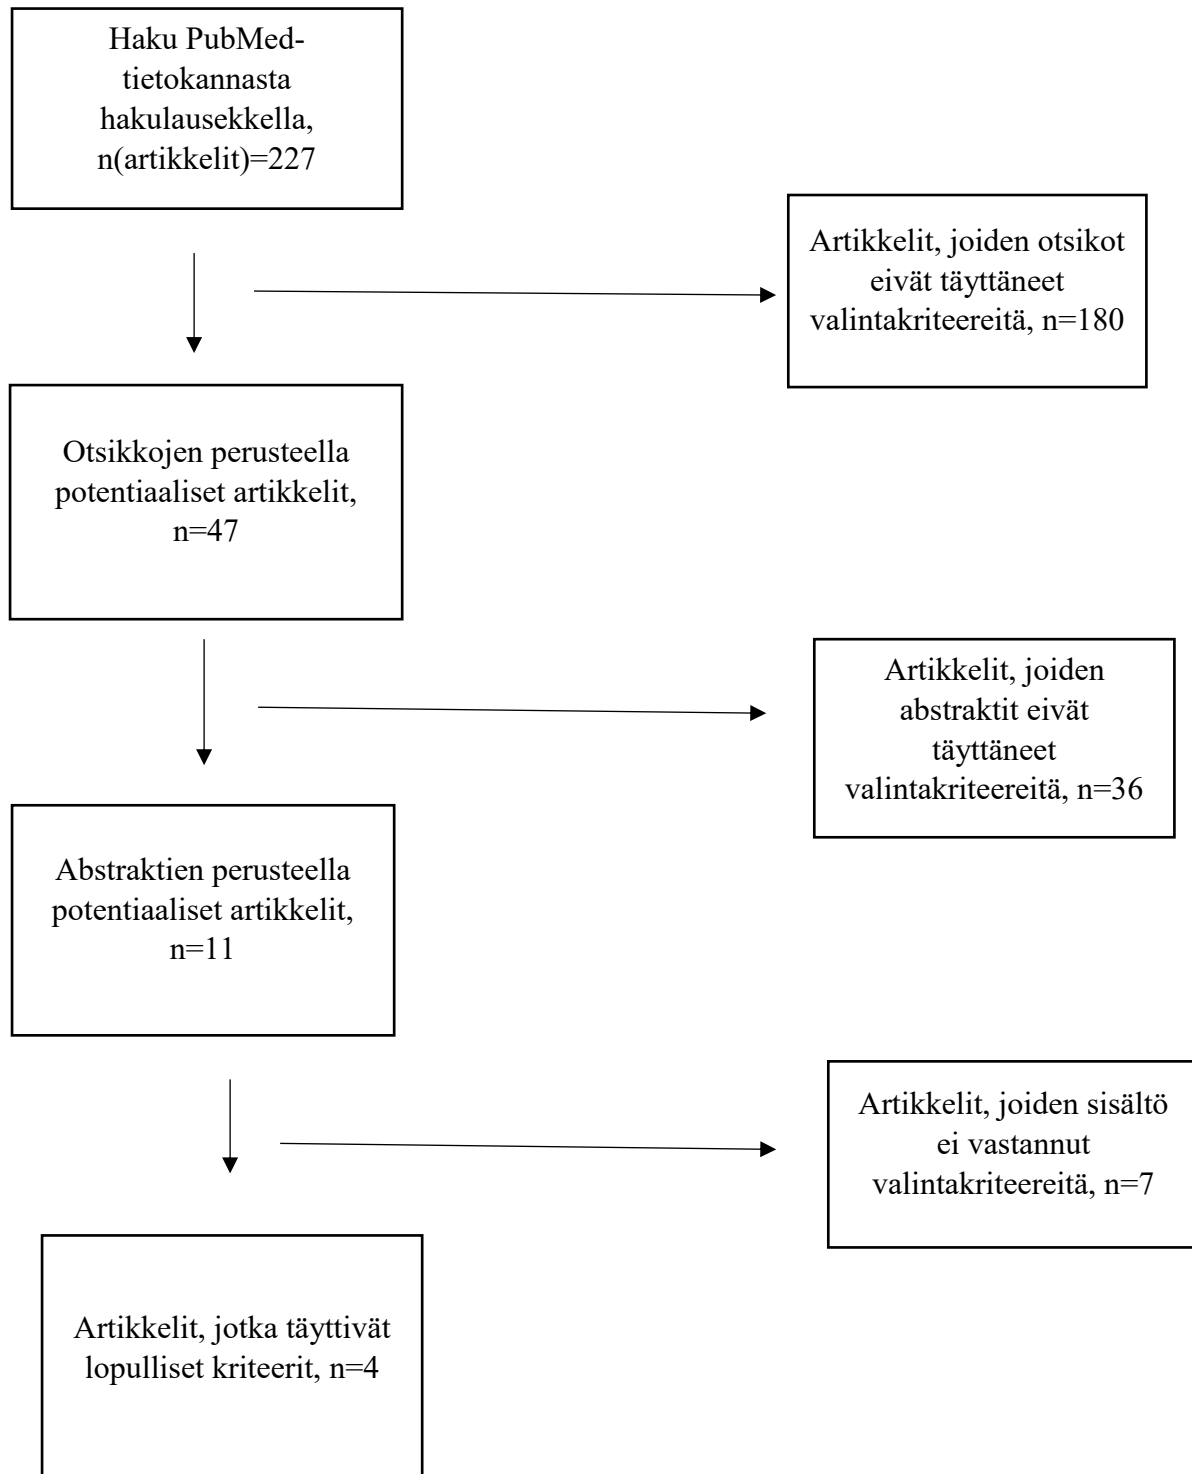 Haku PubMed-
tietokannasta
hakulausekkella,
n(artikkelit)=227
Artikkelit, joiden otsikot
eivät täyttäneet
valintakriteereitä, n=180
Otsikkojen perusteella
potentiaaliset artikkelit,
n=47
Artikkelit, joiden
abstraktit eivät
täyttäneet
valintakriteereitä, n=36
Abstraktien perusteella
potentiaaliset artikkelit,
n=11
Artikkelit, joiden sisältö
ei vastannut
valintakriteereitä, n=7
Artikkelit, jotka täyttivät
lopulliset kriteerit, n=4